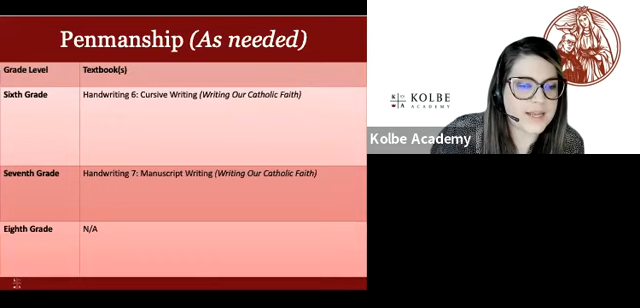 Penmanship (As needed)
Grade Level Textbook(s)
Sixth Grade Handwriting 6: Cursive Writing (Writing Our Catholic Faith)
Seventh Grade Handwriting 7: Manuscript Writing (Writing Our Catholic Faith)
Eighth Grade N/A
K
A
KOLBE
ACADEMY
Kolbe Academy